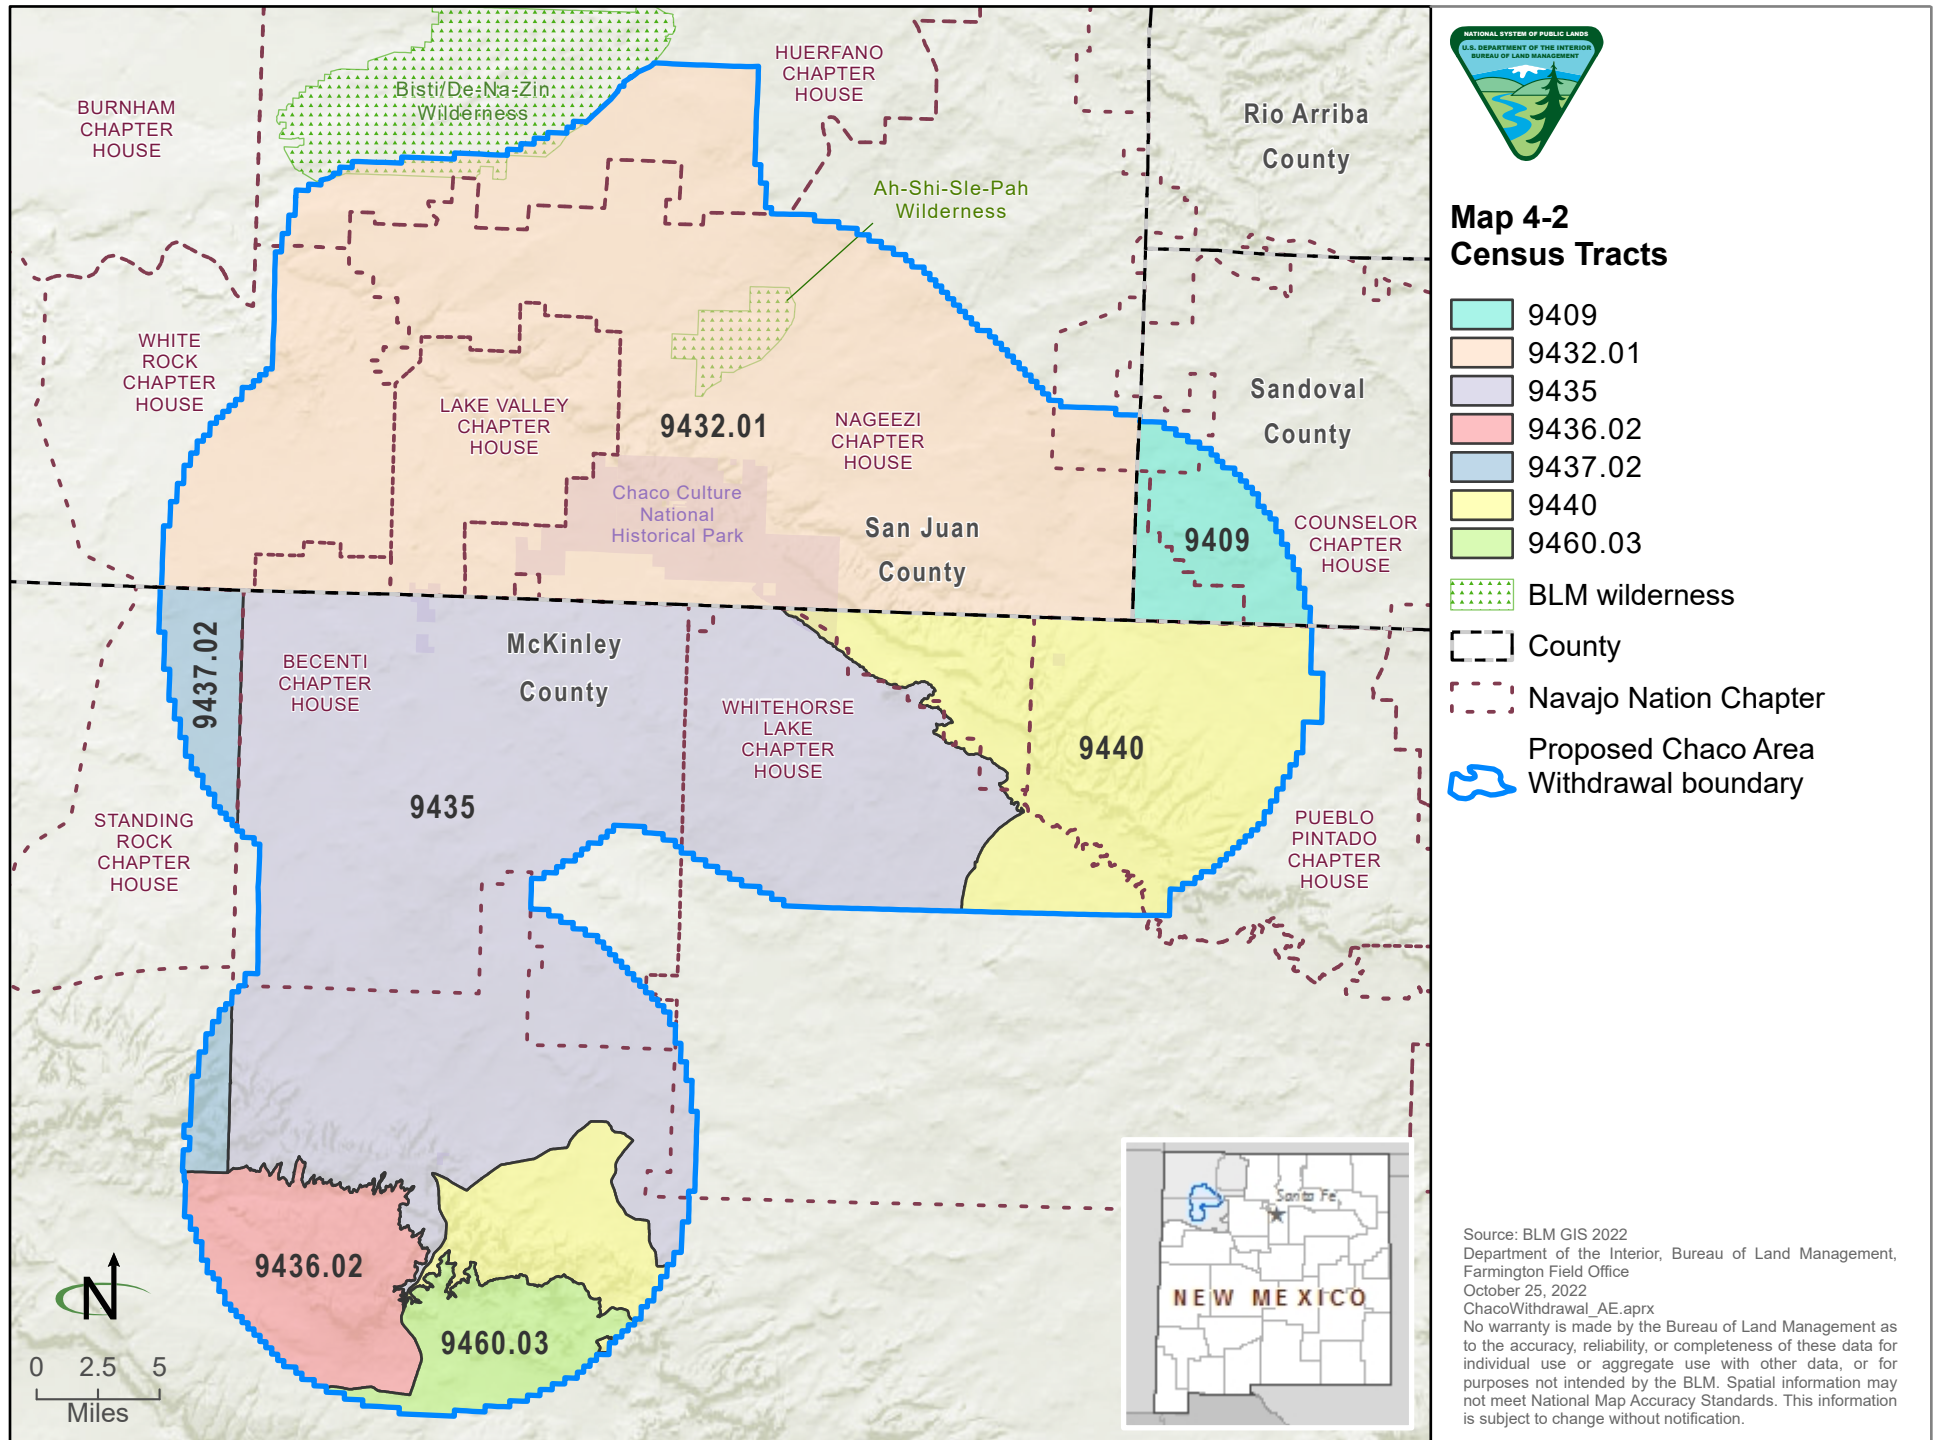 HUERFANO
CHAPTER
HOUSE
Bisti/De-Na-Zin
Wilderness
BURNHAM
CHAPTER
HOUSE
Rio Arriba
County
Ah-Shi-Sle-Pah
Wilderness
WHITE
ROCK
CHAPTER
HOUSE
LAKE VALLEY
CHAPTER
HOUSE
9432.01
NAGEEZI
CHAPTER
HOUSE
Sandoval
County
Chaco Culture
National
Historical Park
San Juan
County
9409
COUNSELOR
CHAPTER
HOUSE
9437.02
BECENTI
CHAPTER
HOUSE
McKinley
County
WHITEHORSE
LAKE
CHAPTER
HOUSE
9440
9435
STANDING
ROCK
CHAPTER
HOUSE
PUEBLO
PINTADO
CHAPTER
HOUSE
9436.02
9460.03
N
0 2.5 5
Miles
Santa Fe
NEW MEXICO
NATIONAL SYSTEM OF PUBLIC LANDS
U.S. DEPARTMENT OF THE INTERIOR
BUREAU OF LAND MANAGEMENT
Map 4-2
Census Tracts
9409
9432.01
9435
9436.02
9437.02
9440
9460.03
BLM wilderness
County
Navajo Nation Chapter
Proposed Chaco Area
Withdrawal boundary
Source: BLM GIS 2022
Department of the Interior, Bureau of Land Management,
Farmington Field Office
October 25, 2022
ChacoWithdrawal_AE.aprx
No warranty is made by the Bureau of Land Management as
to the accuracy, reliability, or completeness of these data for
individual use or aggregate use with other data, or for
purposes not intended by the BLM. Spatial information may
not meet National Map Accuracy Standards. This information
is subject to change without notification.